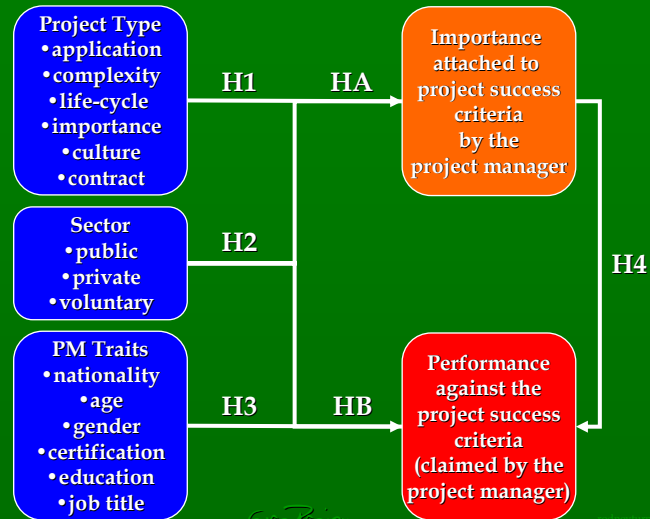 Project Type
•application
•complexity
•life-cycle
•importance
•culture
•contract
H1
HA
Importance
attached to
project success
criteria
by the
project manager
Sector
•public
•private
•voluntary
H2
H4
PM Traits
•nationality
•age
•gender
•certification
•education
•job title
H3
HB
Performance
against the
project success
criteria
(claimed by the
project manager)